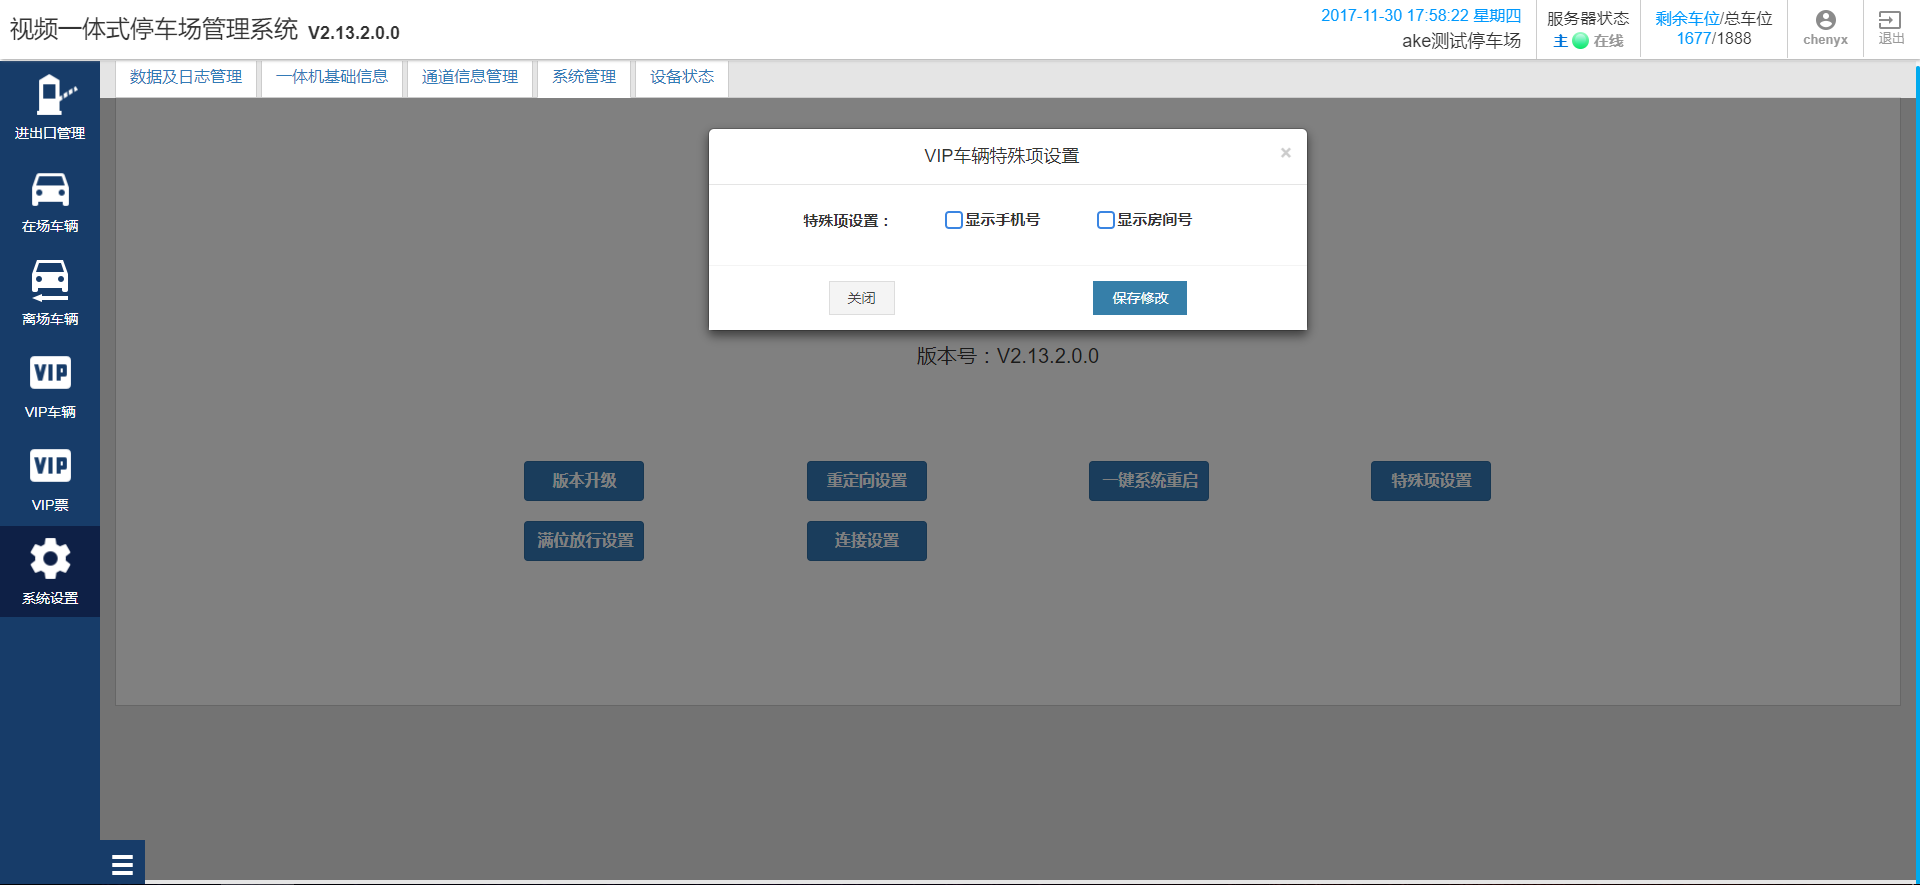 视频一体式停车场管理系统 V2.13.2.0.0
2017-11-30 17:58:22 星期四
ake测试停车场
服务器状态
主 在线
剩余车位/总车位
1677/1888
chenyx
退出
数据及日志管理
一体机基础信息
通道信息管理
系统管理
设备状态
进出口管理
在场车辆
离场车辆
VIP
VIP车辆
VIP
VIP票
系统设置
VIP车辆特殊项设置
×
特殊项设置：
显示手机号
显示房间号
关闭
保存修改
版本号：V2.13.2.0.0
版本升级
重定向设置
一键系统重启
特殊项设置
满位放行设置
连接设置